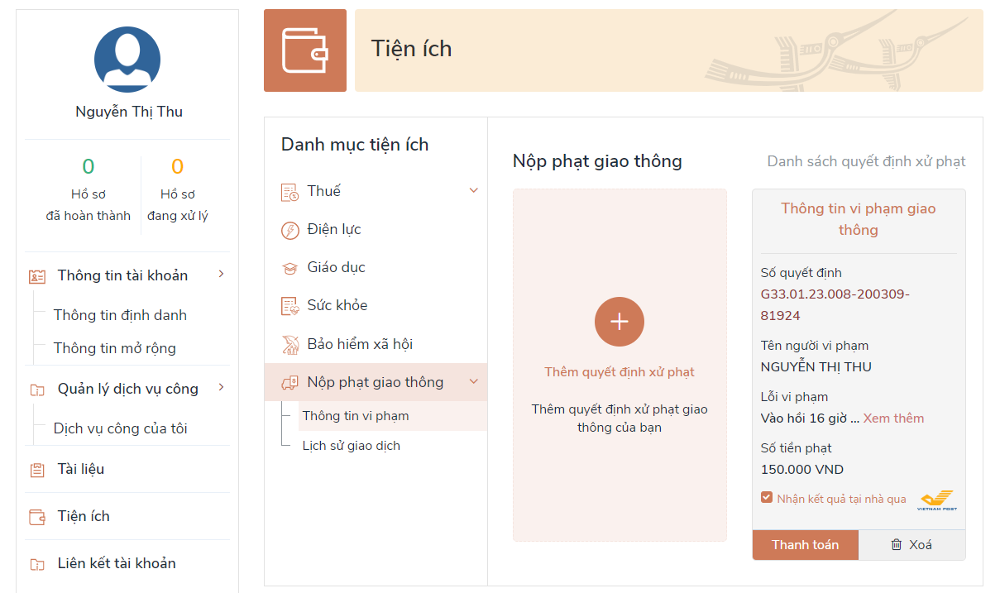 Nguyễn Thị Thu
0
Hồ sơ
đã hoàn thành
0
Hồ sơ
đang xử lý
Thông tin tài khoản
Thông tin định danh
Thông tin mở rộng
Quản lý dịch vụ công
Dịch vụ công của tôi
Tài liệu
Tiện ích
Liên kết tài khoản
Tiện ích
Danh mục tiện ích
Thuế
Điện lực
Giáo dục
Sức khỏe
Bảo hiểm xã hội
Nộp phạt giao thông
Thông tin vi phạm
Lịch sử giao dịch
Nộp phạt giao thông
Danh sách quyết định xử phạt
Thêm quyết định xử phạt
Thêm quyết định xử phạt giao
thông của bạn
Thông tin vi phạm giao
thông
Số quyết định
G33.01.23.008-200309-
81924
Tên người vi phạm
NGUYỄN THỊ THU
Lỗi vi phạm
Vào hồi 16 giờ ... Xem thêm
Số tiền phạt
150.000 VND
Nhận kết quả tại nhà qua
VIETNAM POST
Thanh toán
Xoá